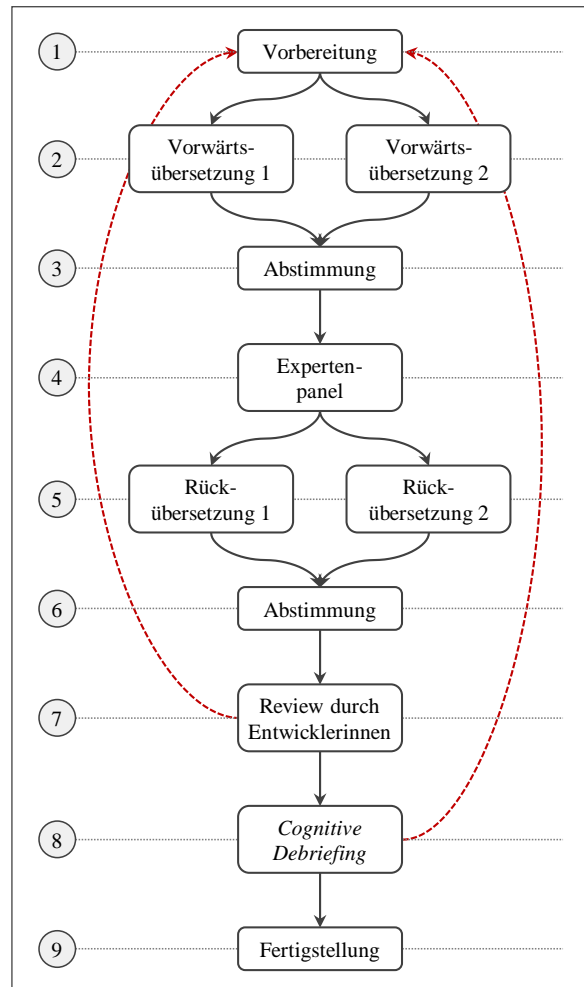 1
Vorbereitung
2
Vorwärts-
übersetzung 1
Vorwärts-
übersetzung 2
3
Abstimmung
4
Experten-
panel
5
Rück-
übersetzung 1
Rück-
übersetzung 2
6
Abstimmung
7
Review durch
Entwicklerinnen
8
Cognitive
Debriefing
9
Fertigstellung